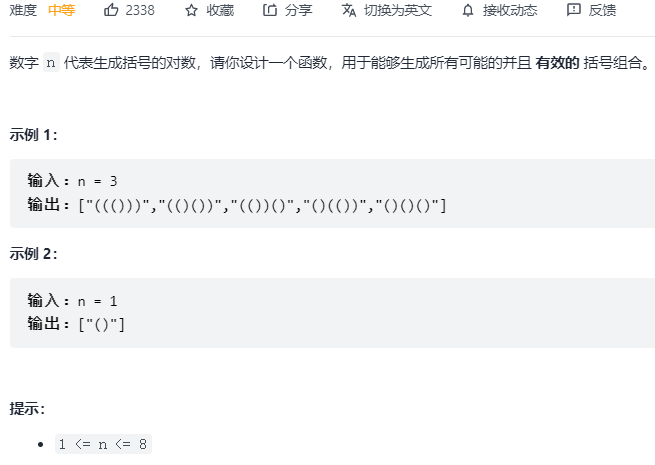 难度 中等 2338 收藏 分享 切换为英文 接收动态 反馈
数字 n 代表生成括号的对数，请你设计一个函数，用于能够生成所有可能的并且 有效的 括号组合。
示例 1：
输入：n = 3
输出：["((()))","(()())","(())()","()(())","()()()"]
示例 2：
输入：n = 1
输出：["()"]
提示：
• 1 <= n <= 8